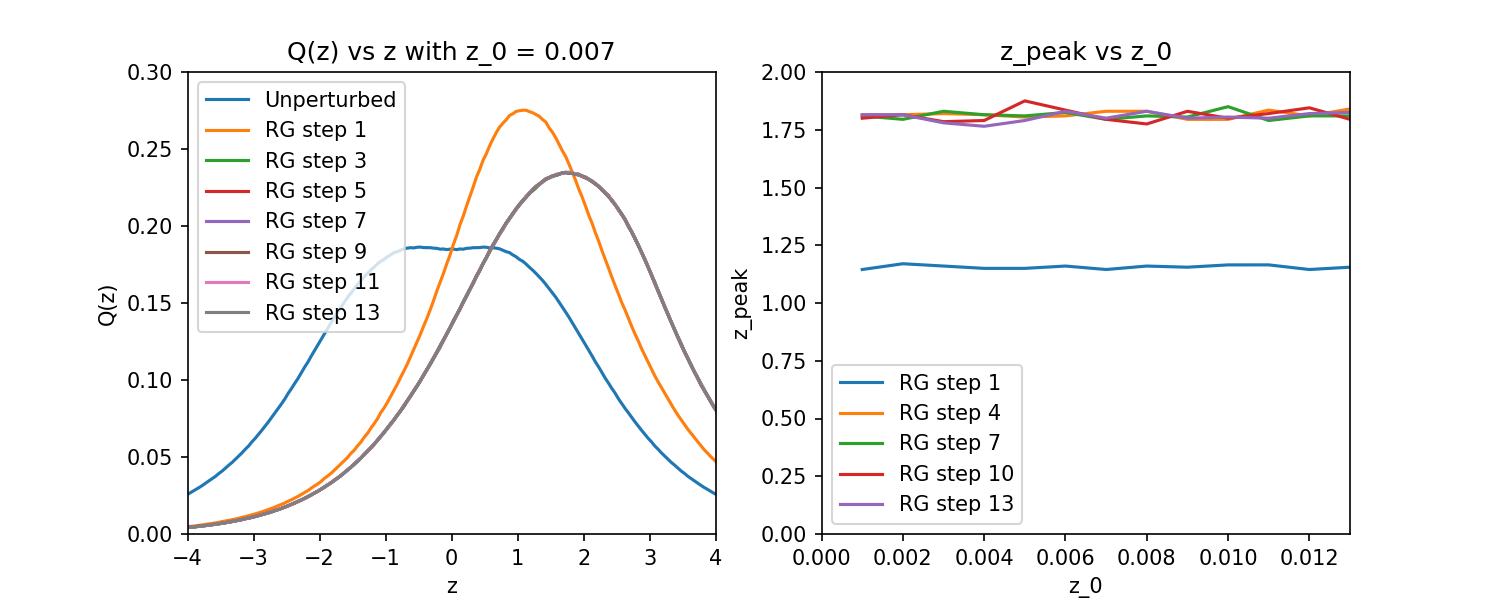 Q(z) vs z with z_0 = 0.007
Q(z)
0.30
0.25
0.20
0.15
0.10
0.05
0.00
Unperturbed
RG step 1
RG step 3
RG step 5
RG step 7
RG step 9
RG step 11
RG step 13
−4 −3 −2 −1 0 1 2 3 4
z
z_peak vs z_0
z_peak
2.00
1.75
1.50
1.25
1.00
0.75
0.50
0.25
0.00
RG step 1
RG step 4
RG step 7
RG step 10
RG step 13
0.000 0.002 0.004 0.006 0.008 0.010 0.012
z_0